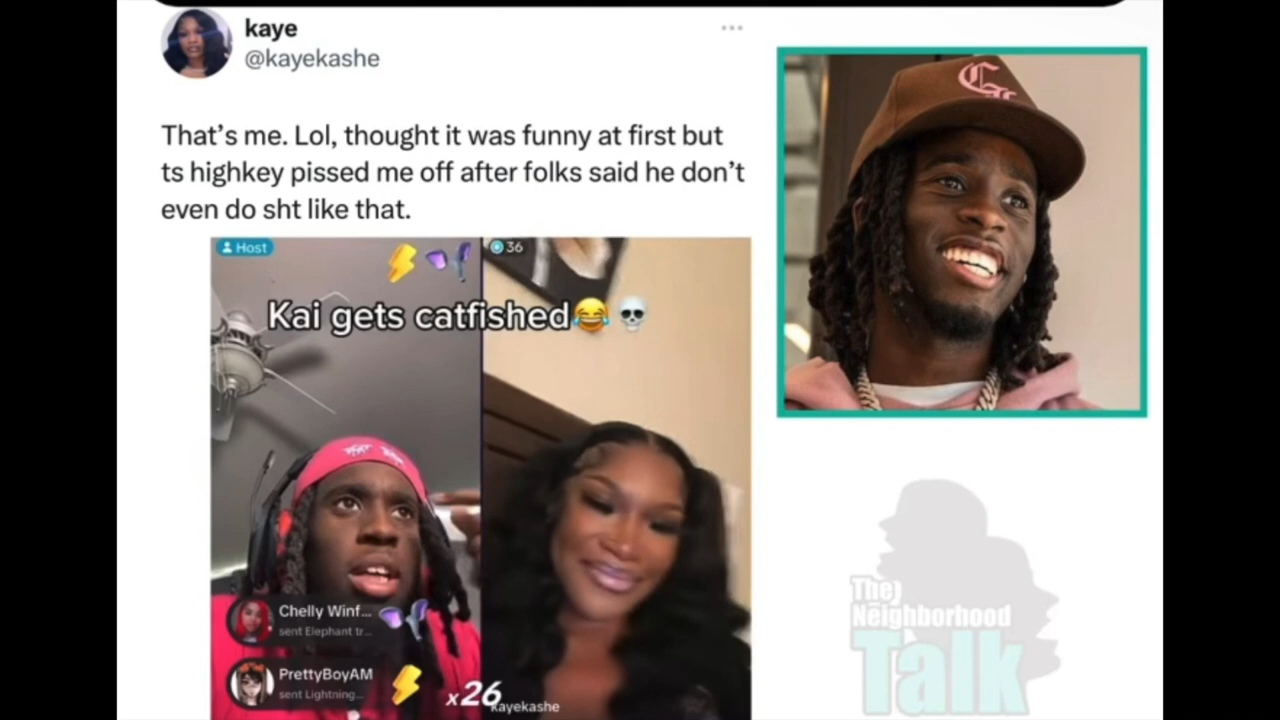 kaye
@kayekashe
That’s me. Lol, thought it was funny at first but
ts highkey pissed me off after folks said he don’t
even do sht like that.
Host
36
Kai gets catfished😂💀
Chelly Winf...
sent Elephant tr...
PrettyBoyAM
sent Lightning...
x26
kayekashe
The
Neighborhood
Talk